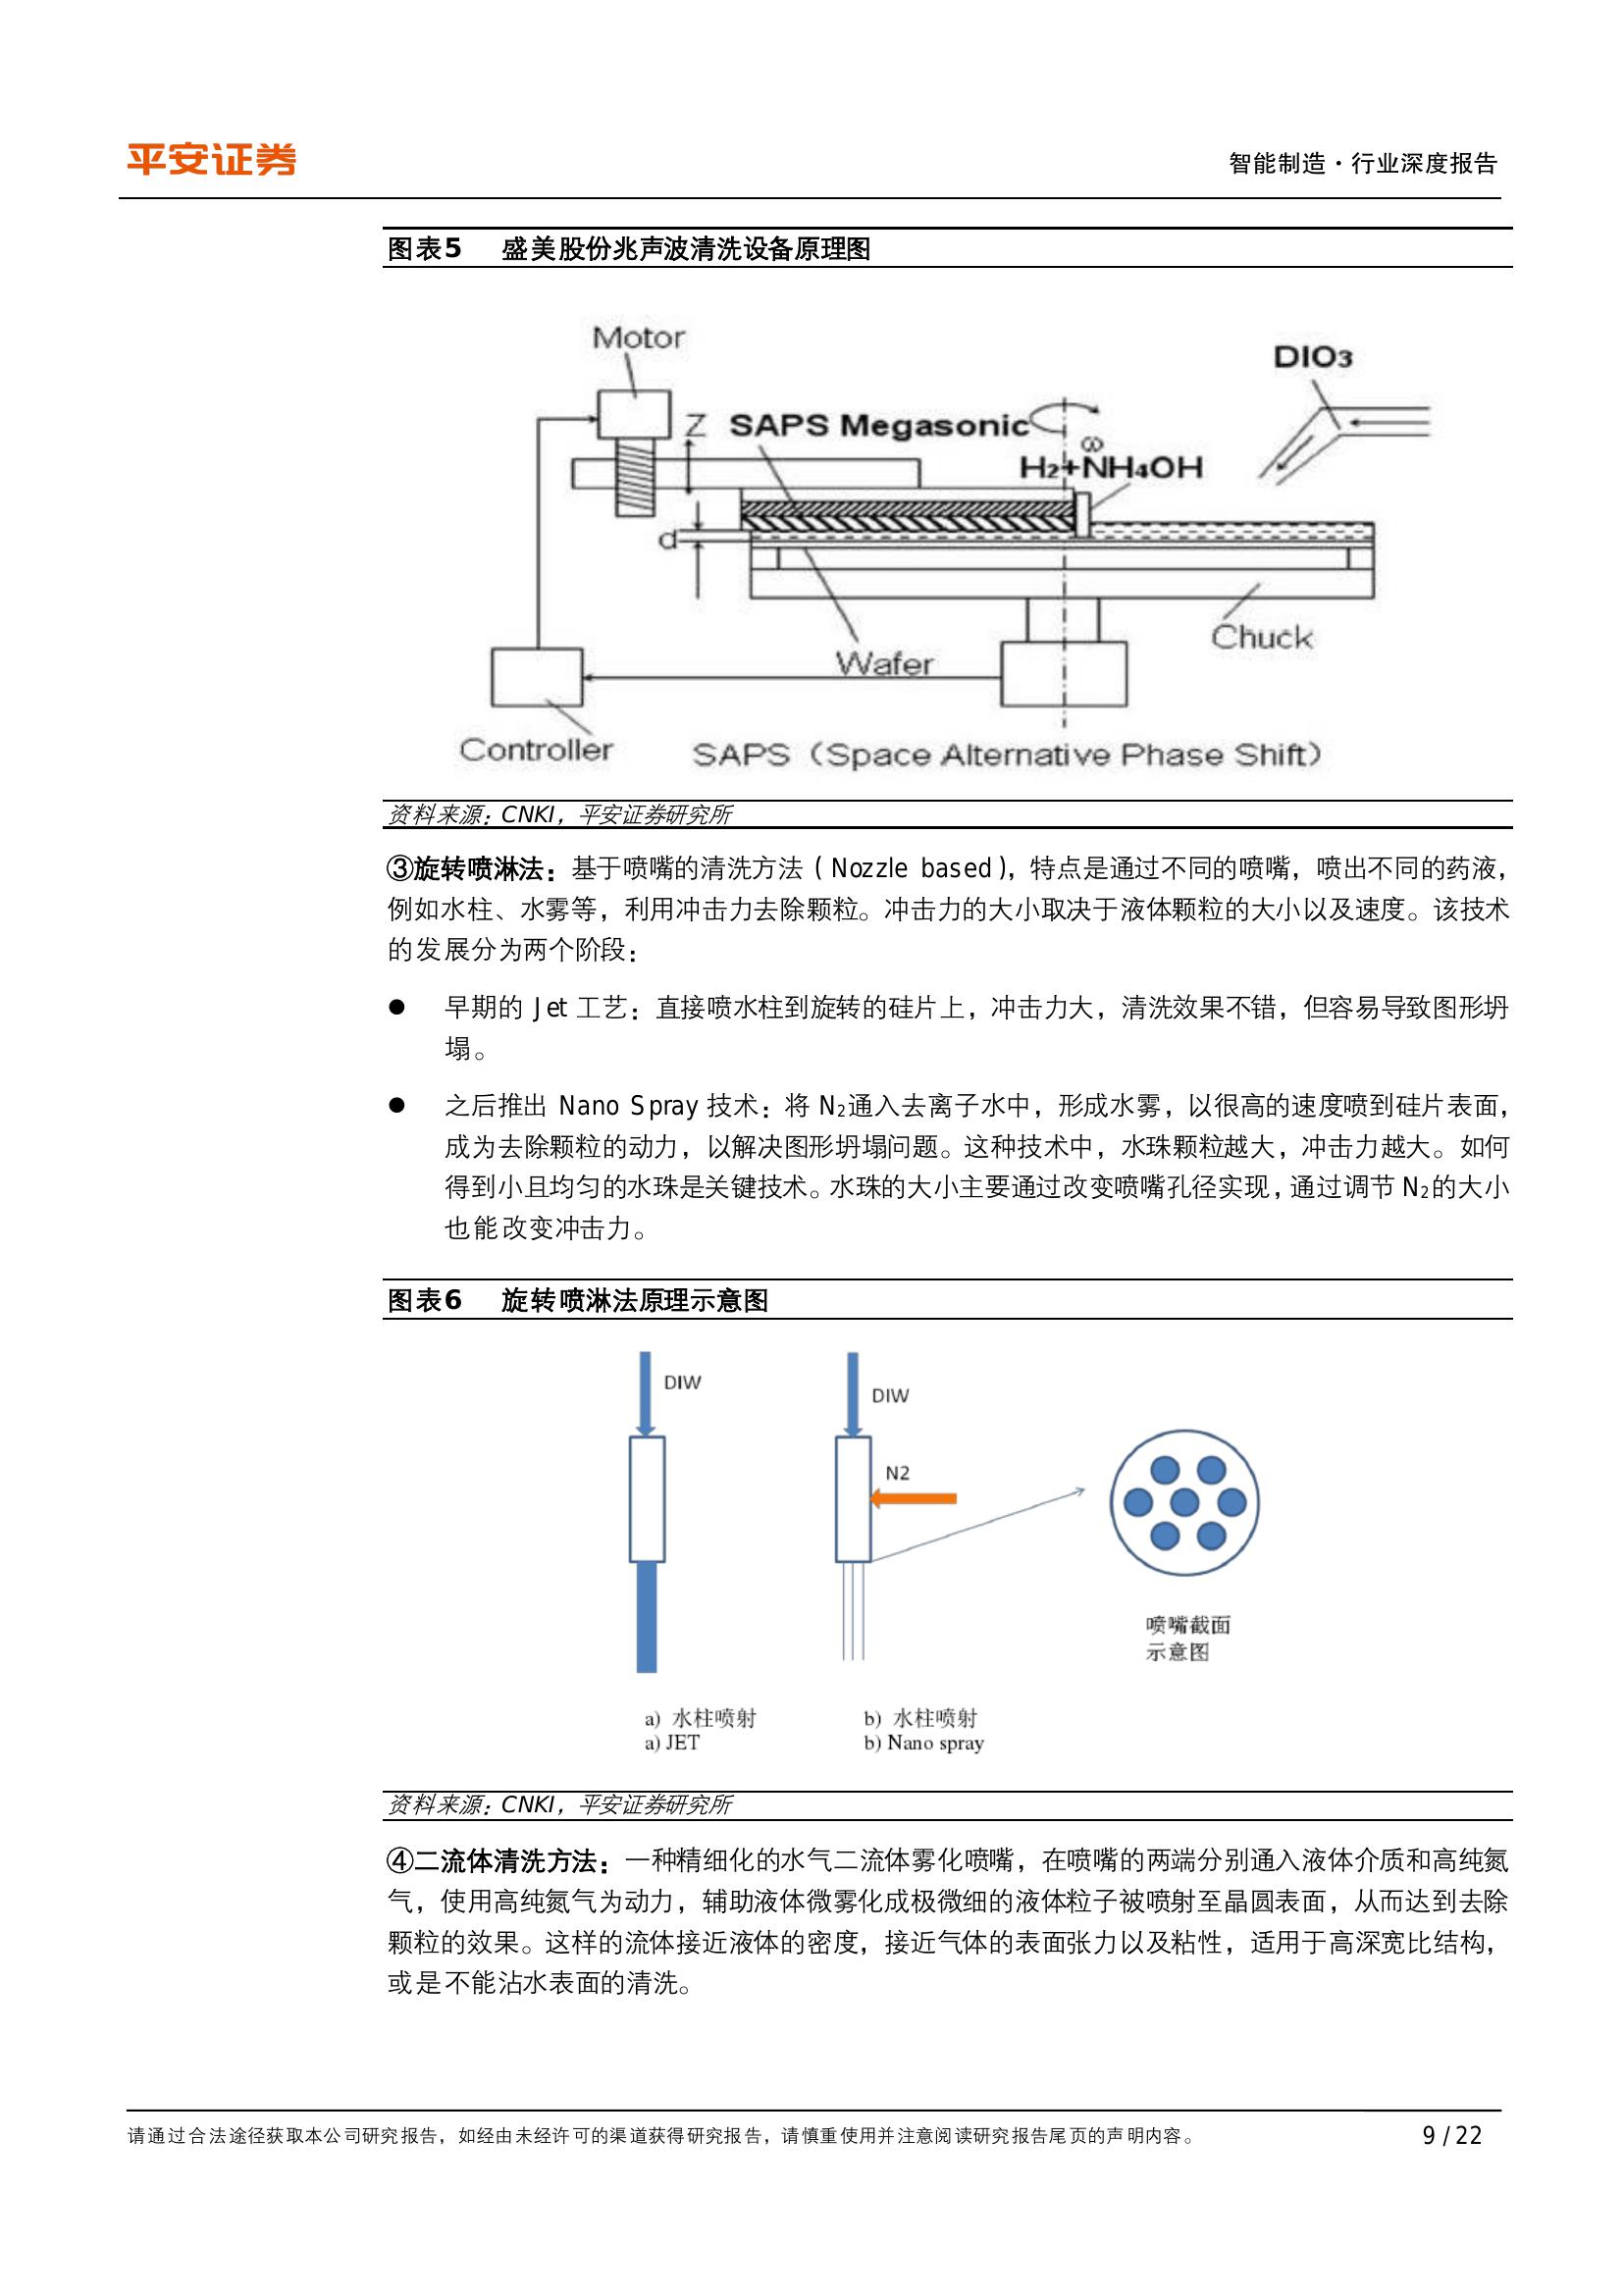 平安证券
智能制造·行业深度报告
图表5 盛美股份兆声波清洗设备原理图
Motor
DIO3
Z
SAPS Megasonic
ω
H2+NH4OH
d
Wafer
Chuck
Controller
SAPS（Space Alternative Phase Shift）
资料来源：CNKI，平安证券研究所
③旋转喷淋法：基于喷嘴的清洗方法（Nozzle based），特点是通过不同的喷嘴，喷出不同的药液，
例如水柱、水雾等，利用冲击力去除颗粒。冲击力的大小取决于液体颗粒的大小以及速度。该技术
的发展分为两个阶段：
● 早期的 Jet 工艺：直接喷水柱到旋转的硅片上，冲击力大，清洗效果不错，但容易导致图形坍
塌。
● 之后推出 Nano Spray 技术：将 N₂通入去离子水中，形成水雾，以很高的速度喷到硅片表面，
成为去除颗粒的动力，以解决图形坍塌问题。这种技术中，水珠颗粒越大，冲击力越大。如何
得到小且均匀的水珠是关键技术。水珠的大小主要通过改变喷嘴孔径实现，通过调节 N₂的大小
也能改变冲击力。
图表6 旋转喷淋法原理示意图
DIW
DIW
N2
喷嘴截面
示意图
a) 水柱喷射
a) JET
b) 水柱喷射
b) Nano spray
资料来源：CNKI，平安证券研究所
④二流体清洗方法：一种精细化的水气二流体雾化喷嘴，在喷嘴的两端分别通入液体介质和高纯氮
气，使用高纯氮气为动力，辅助液体微雾化成极微细的液体粒子被喷射至晶圆表面，从而达到去除
颗粒的效果。这样的流体接近液体的密度，接近气体的表面张力以及粘性，适用于高深宽比结构，
或是不能沾水表面的清洗。
请通过合法途径获取本公司研究报告，如经由未经许可的渠道获得研究报告，请慎重使用并注意阅读研究报告尾页的声明内容。
9 / 22